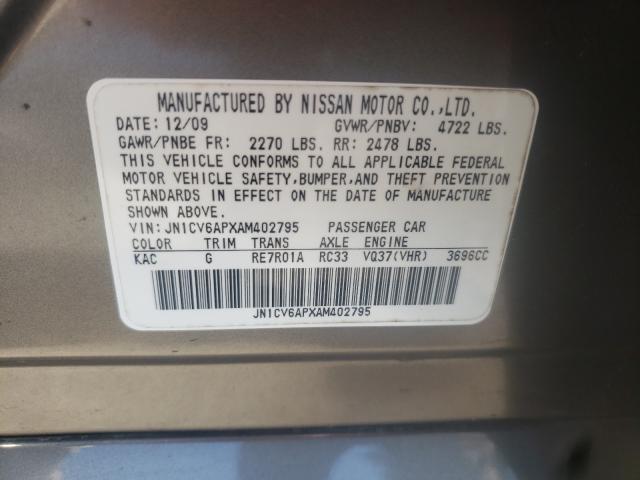 MANUFACTURED BY NISSAN MOTOR CO.,LTD.
DATE: 12/09 GVWR/PNBV: 4722 LBS.
GAWR/PNBE FR: 2270 LBS. RR: 2478 LBS.
THIS VEHICLE CONFORMS TO ALL APPLICABLE FEDERAL
MOTOR VEHICLE SAFETY,BUMPER,AND THEFT PREVENTION
STANDARDS IN EFFECT ON THE DATE OF MANUFACTURE
SHOWN ABOVE.
VIN: JN1CV6APXAM402795 PASSENGER CAR
COLOR TRIM TRANS AXLE ENGINE
KAC G RE7R01A RC33 VQ37(VHR) 3696CC
JN1CV6APXAM402795